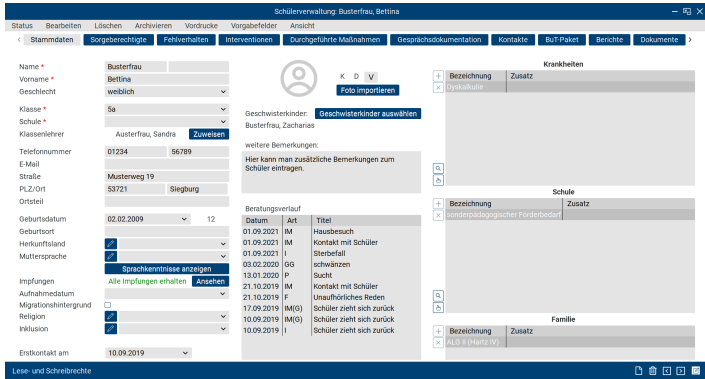 Schülerverwaltung: Busterfrau, Bettina
Status Bearbeiten Löschen Archivieren Vordrucke Vorgabefelder Ansicht
Stammdaten Sorgeberechtigte Fehlverhalten Interventionen Durchgeführte Maßnahmen Gesprächsdokumentation Kontakte BuT-Paket Berichte Dokumente
Name * Busterfrau
Vorname * Bettina
Geschlecht weiblich
Klasse * 5a
Schule *
Klassenlehrer Austerfrau, Sandra Zuweisen
Telefonnummer 01234 56789
E-Mail
Straße Musterweg 19
PLZ/Ort 53721 Siegburg
Ortsteil
Geburtsdatum 02.02.2009 12
Geburtsort
Herkunftsland
Muttersprache
Sprachkenntnisse anzeigen
Impfungen Alle Impfungen erhalten Ansehen
Aufnahmedatum
Migrationshintergrund
Religion
Inklusion
Erstkontakt am 10.09.2019
K D V
Foto importieren
Geschwisterkinder: Geschwisterkinder auswählen
Busterfrau, Zacharias
weitere Bemerkungen:
Hier kann man zusätzliche Bemerkungen zum
Schüler eintragen.
Beratungsverlauf
Datum Art Titel
01.09.2021 IM Hausbesuch
01.09.2021 IM Kontakt mit Schüler
01.09.2021 I Sterbefall
03.02.2020 GG schwänzen
13.01.2020 P Sucht
21.10.2019 IM Kontakt mit Schüler
21.10.2019 F Unaufhörliches Reden
17.09.2019 IM(G) Schüler zieht sich zurück
10.09.2019 IM(G) Schüler zieht sich zurück
10.09.2019 I Schüler zieht sich zurück
Krankheiten
Bezeichnung Zusatz
Dyskalkulie
Schule
Bezeichnung Zusatz
sonderpädagogischer Förderbedarf
Familie
Bezeichnung Zusatz
ALG II (Hartz IV)
Lese- und Schreibrechte